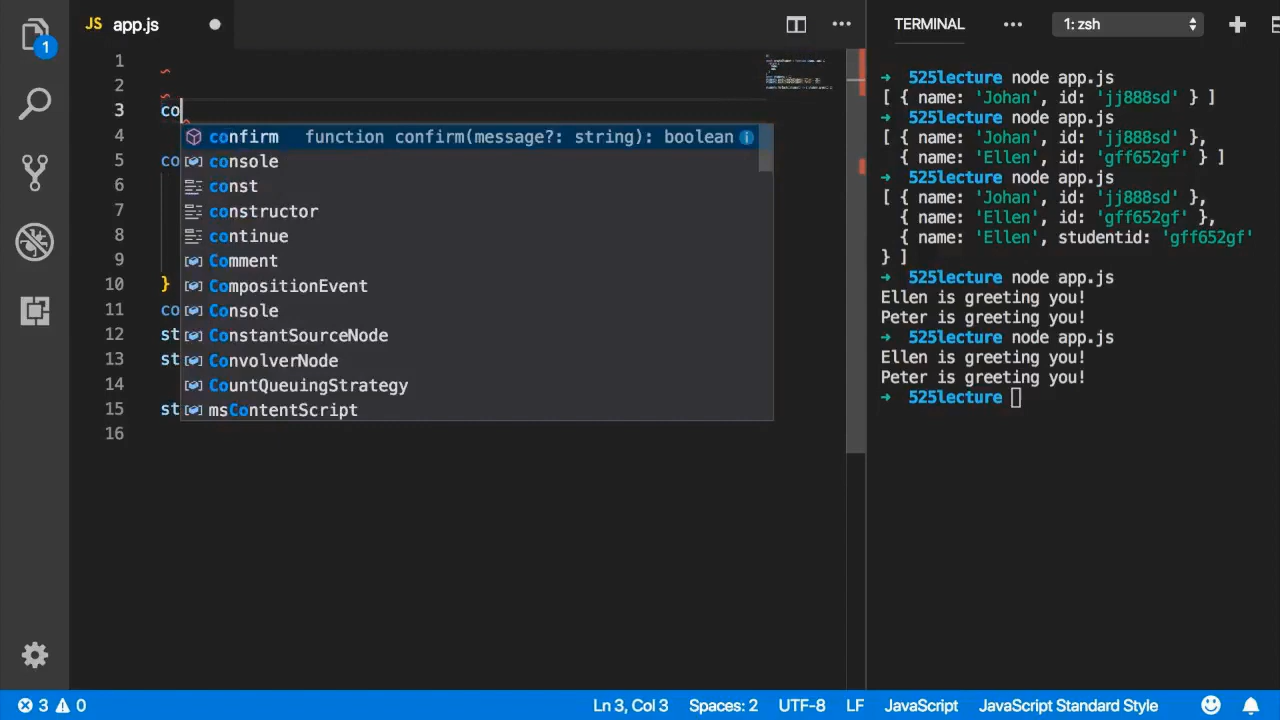 JS app.js
TERMINAL
1: zsh
1
1
2
3 co
4
5 co
6
7
8
9
10 }
11 co
12 st
13 st
14
15 st
16
confirm function confirm(message?: string): boolean
console
const
constructor
continue
Comment
CompositionEvent
Console
ConstantSourceNode
ConvolverNode
CountQueuingStrategy
msContentScript
→ 525lecture node app.js
[ { name: 'Johan', id: 'jj888sd' } ]
→ 525lecture node app.js
[ { name: 'Johan', id: 'jj888sd' },
{ name: 'Ellen', id: 'gff652gf' } ]
→ 525lecture node app.js
[ { name: 'Johan', id: 'jj888sd' },
{ name: 'Ellen', id: 'gff652gf' },
{ name: 'Ellen', studentid: 'gff652gf'
} ]
→ 525lecture node app.js
Ellen is greeting you!
Peter is greeting you!
→ 525lecture node app.js
Ellen is greeting you!
Peter is greeting you!
→ 525lecture
3 0
Ln 3, Col 3
Spaces: 2
UTF-8
LF
JavaScript
JavaScript Standard Style